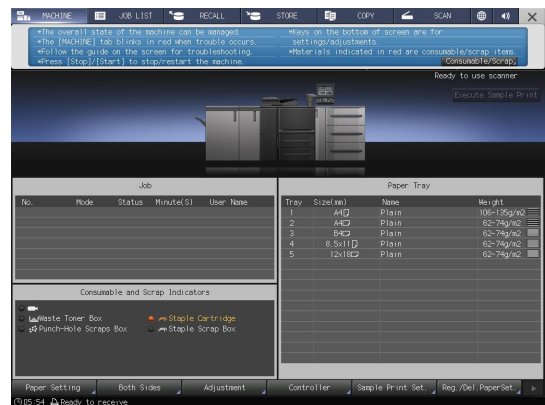 MACHINE JOB LIST RECALL STORE COPY SCAN
*The overall state of the machine can be managed.
*The [MACHINE] tab blinks in red when trouble occurs.
*Follow the guide on the screen for troubleshooting.
*Press [Stop]/[Start] to stop/restart the machine.
*Keys on the bottom of screen are for
settings/adjustments.
*Materials indicated in red are consumable/scrap items.
Consumable/Scrap
Ready to use scanner
Execute Sample Print
Job
No. Mode Status Minute(S) User Name
Paper Tray
Tray Size(mm) Name Weight
1 A4 Plain 106-135g/m2
2 A4 Plain 62-74g/m2
3 B4 Plain 62-74g/m2
4 8.5x11 Plain 62-74g/m2
5 12x18 Plain 62-74g/m2
Consumable and Scrap Indicators
Waste Toner Box
Staple Cartridge
Punch-Hole Scraps Box
Staple Scrap Box
Paper Setting Both Sides Adjustment Controller Sample Print Set. Reg./Del.PaperSet.
05:54 Ready to receive